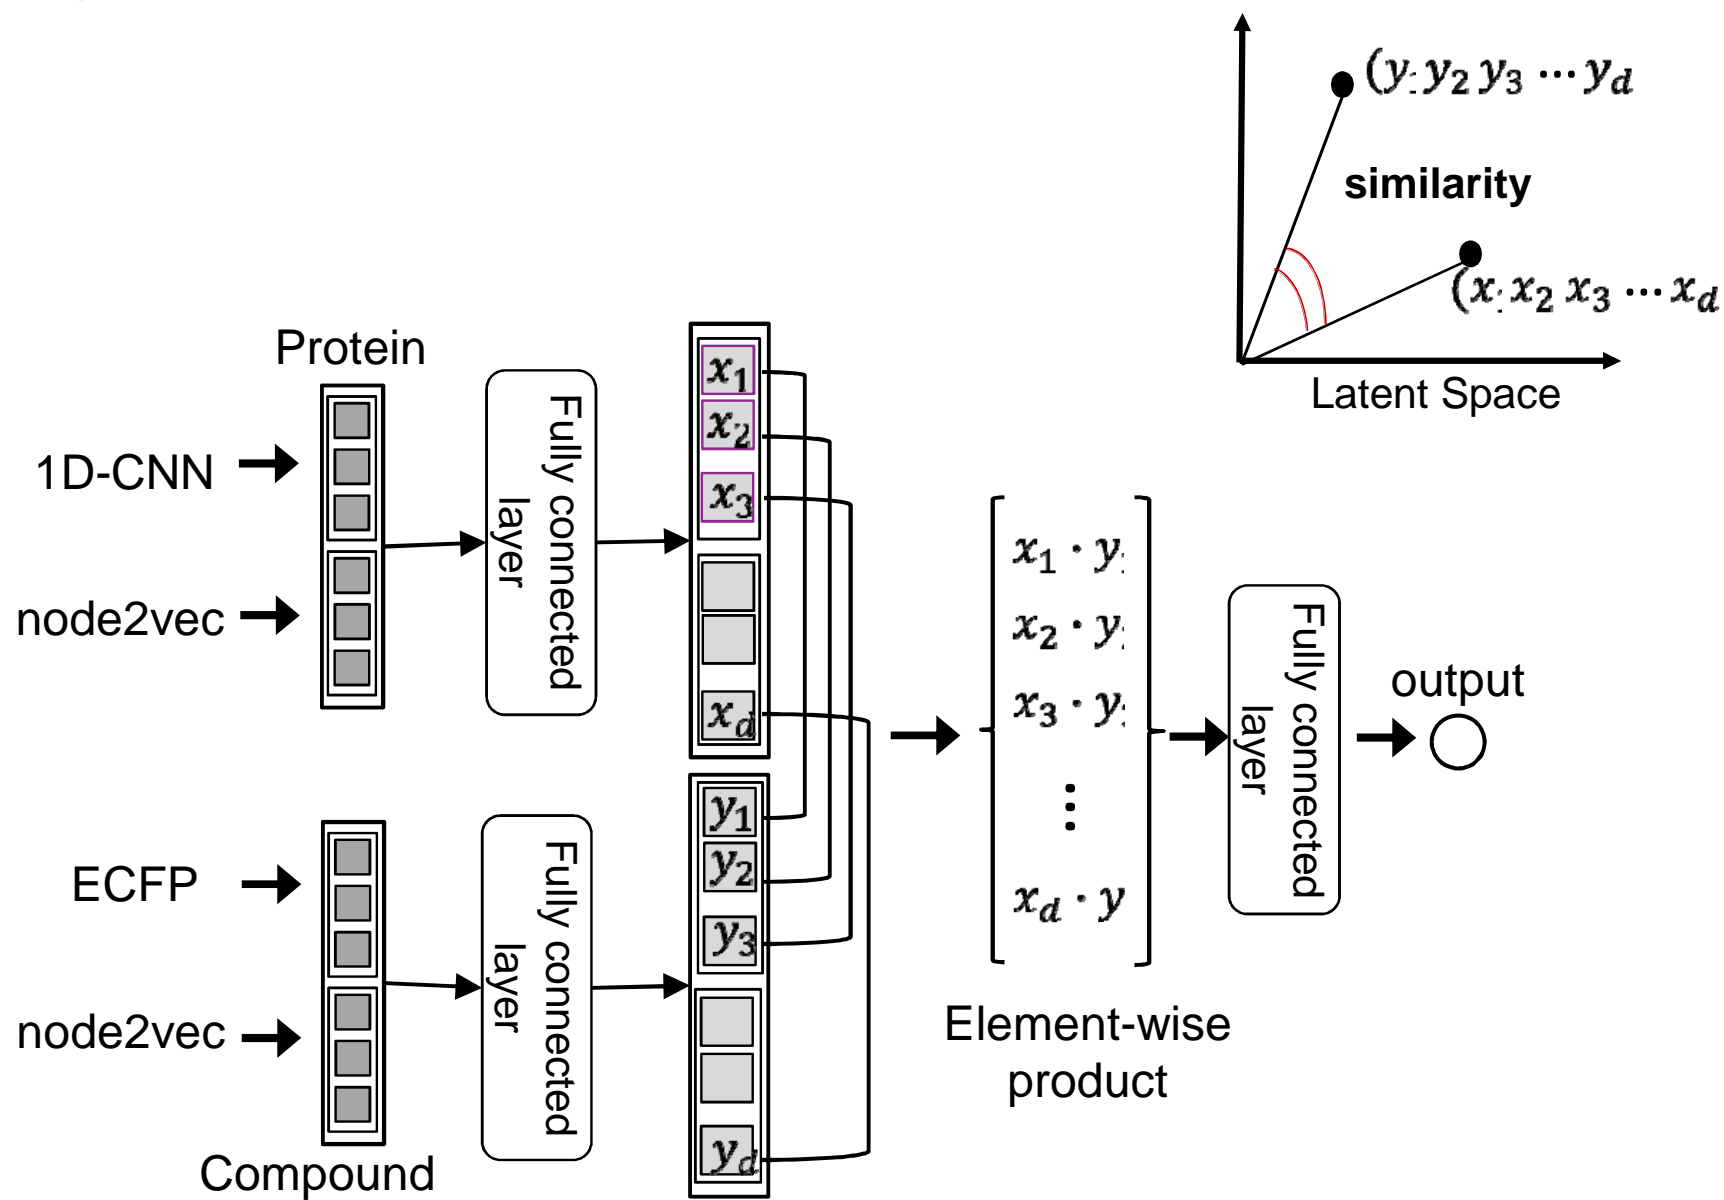 (y y₂ y₃ ⋯ y_d
similarity
(x x₂ x₃ ⋯ x_d
Latent Space
Protein
1D-CNN
node2vec
Fully connected
layer
x₁
x₂
x₃
x_d
ECFP
node2vec
Compound
Fully connected
layer
y₁
y₂
y₃
y_d
x₁ · y
x₂ · y
x₃ · y
⋮
x_d · y
Element-wise
product
Fully connected
layer
output